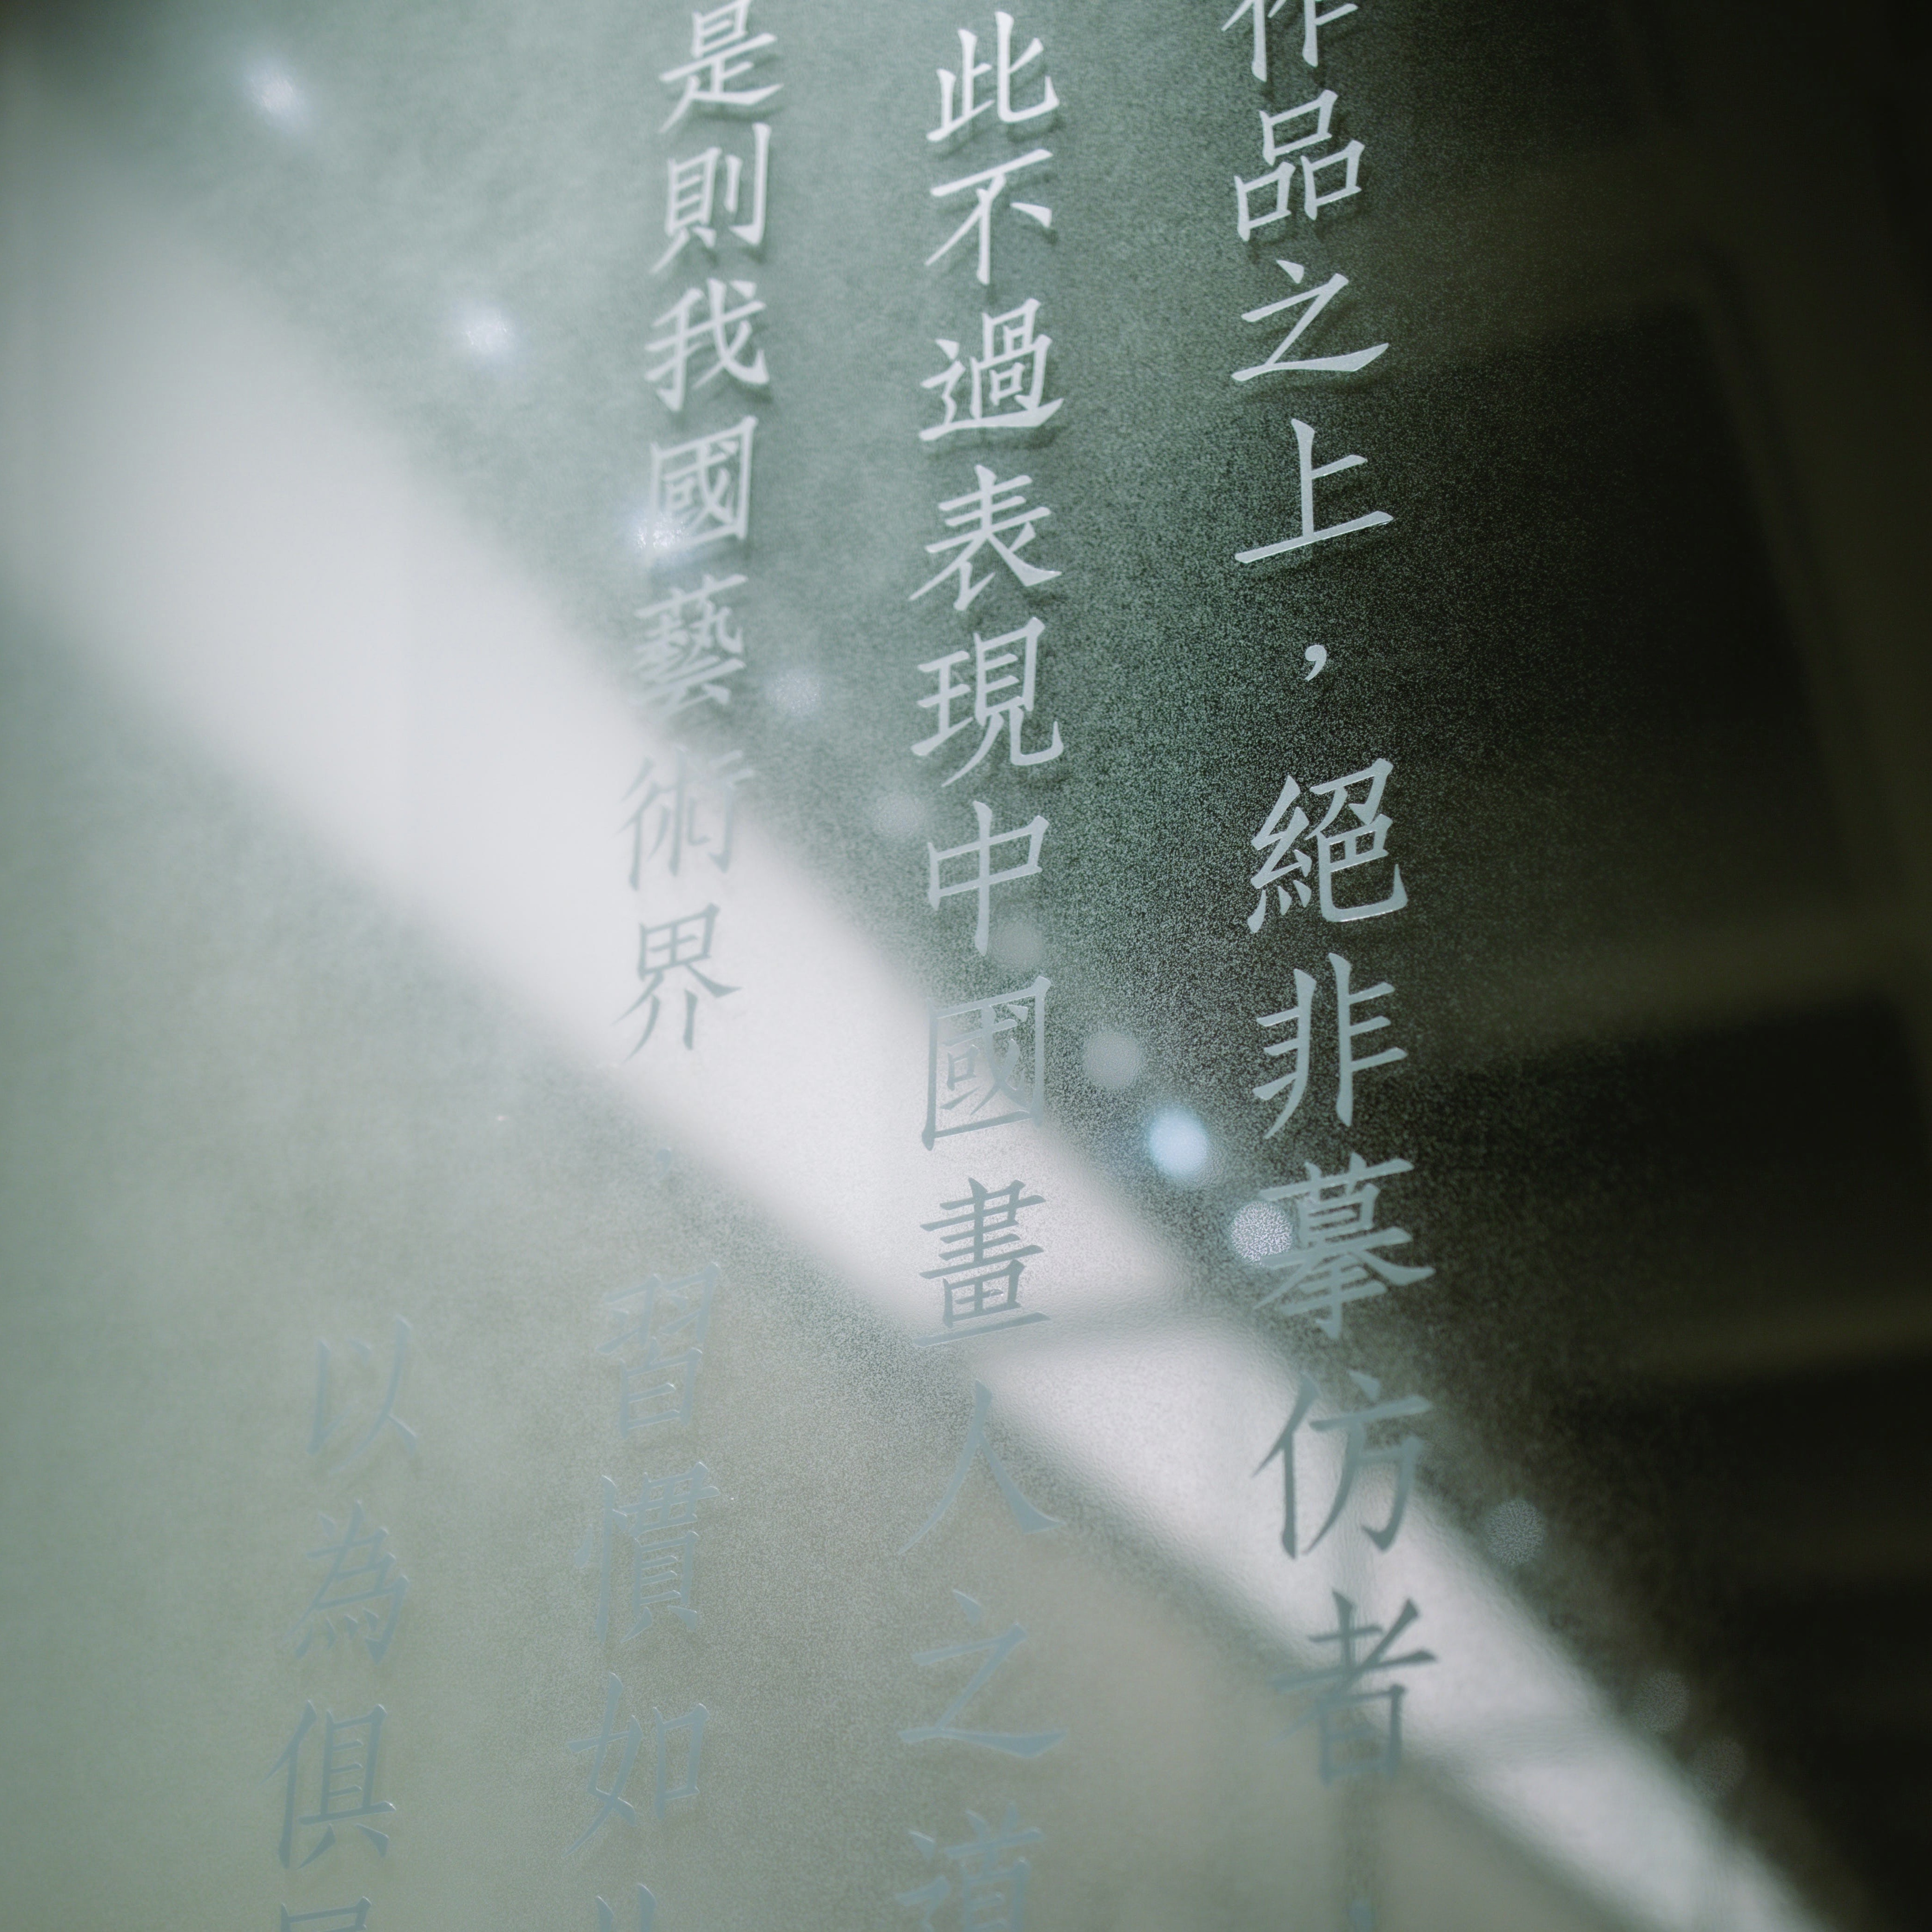 作品之上，絕非摹仿者
此不過表現中國畫人之道
是則我國藝術界，習慣如此
以為俱